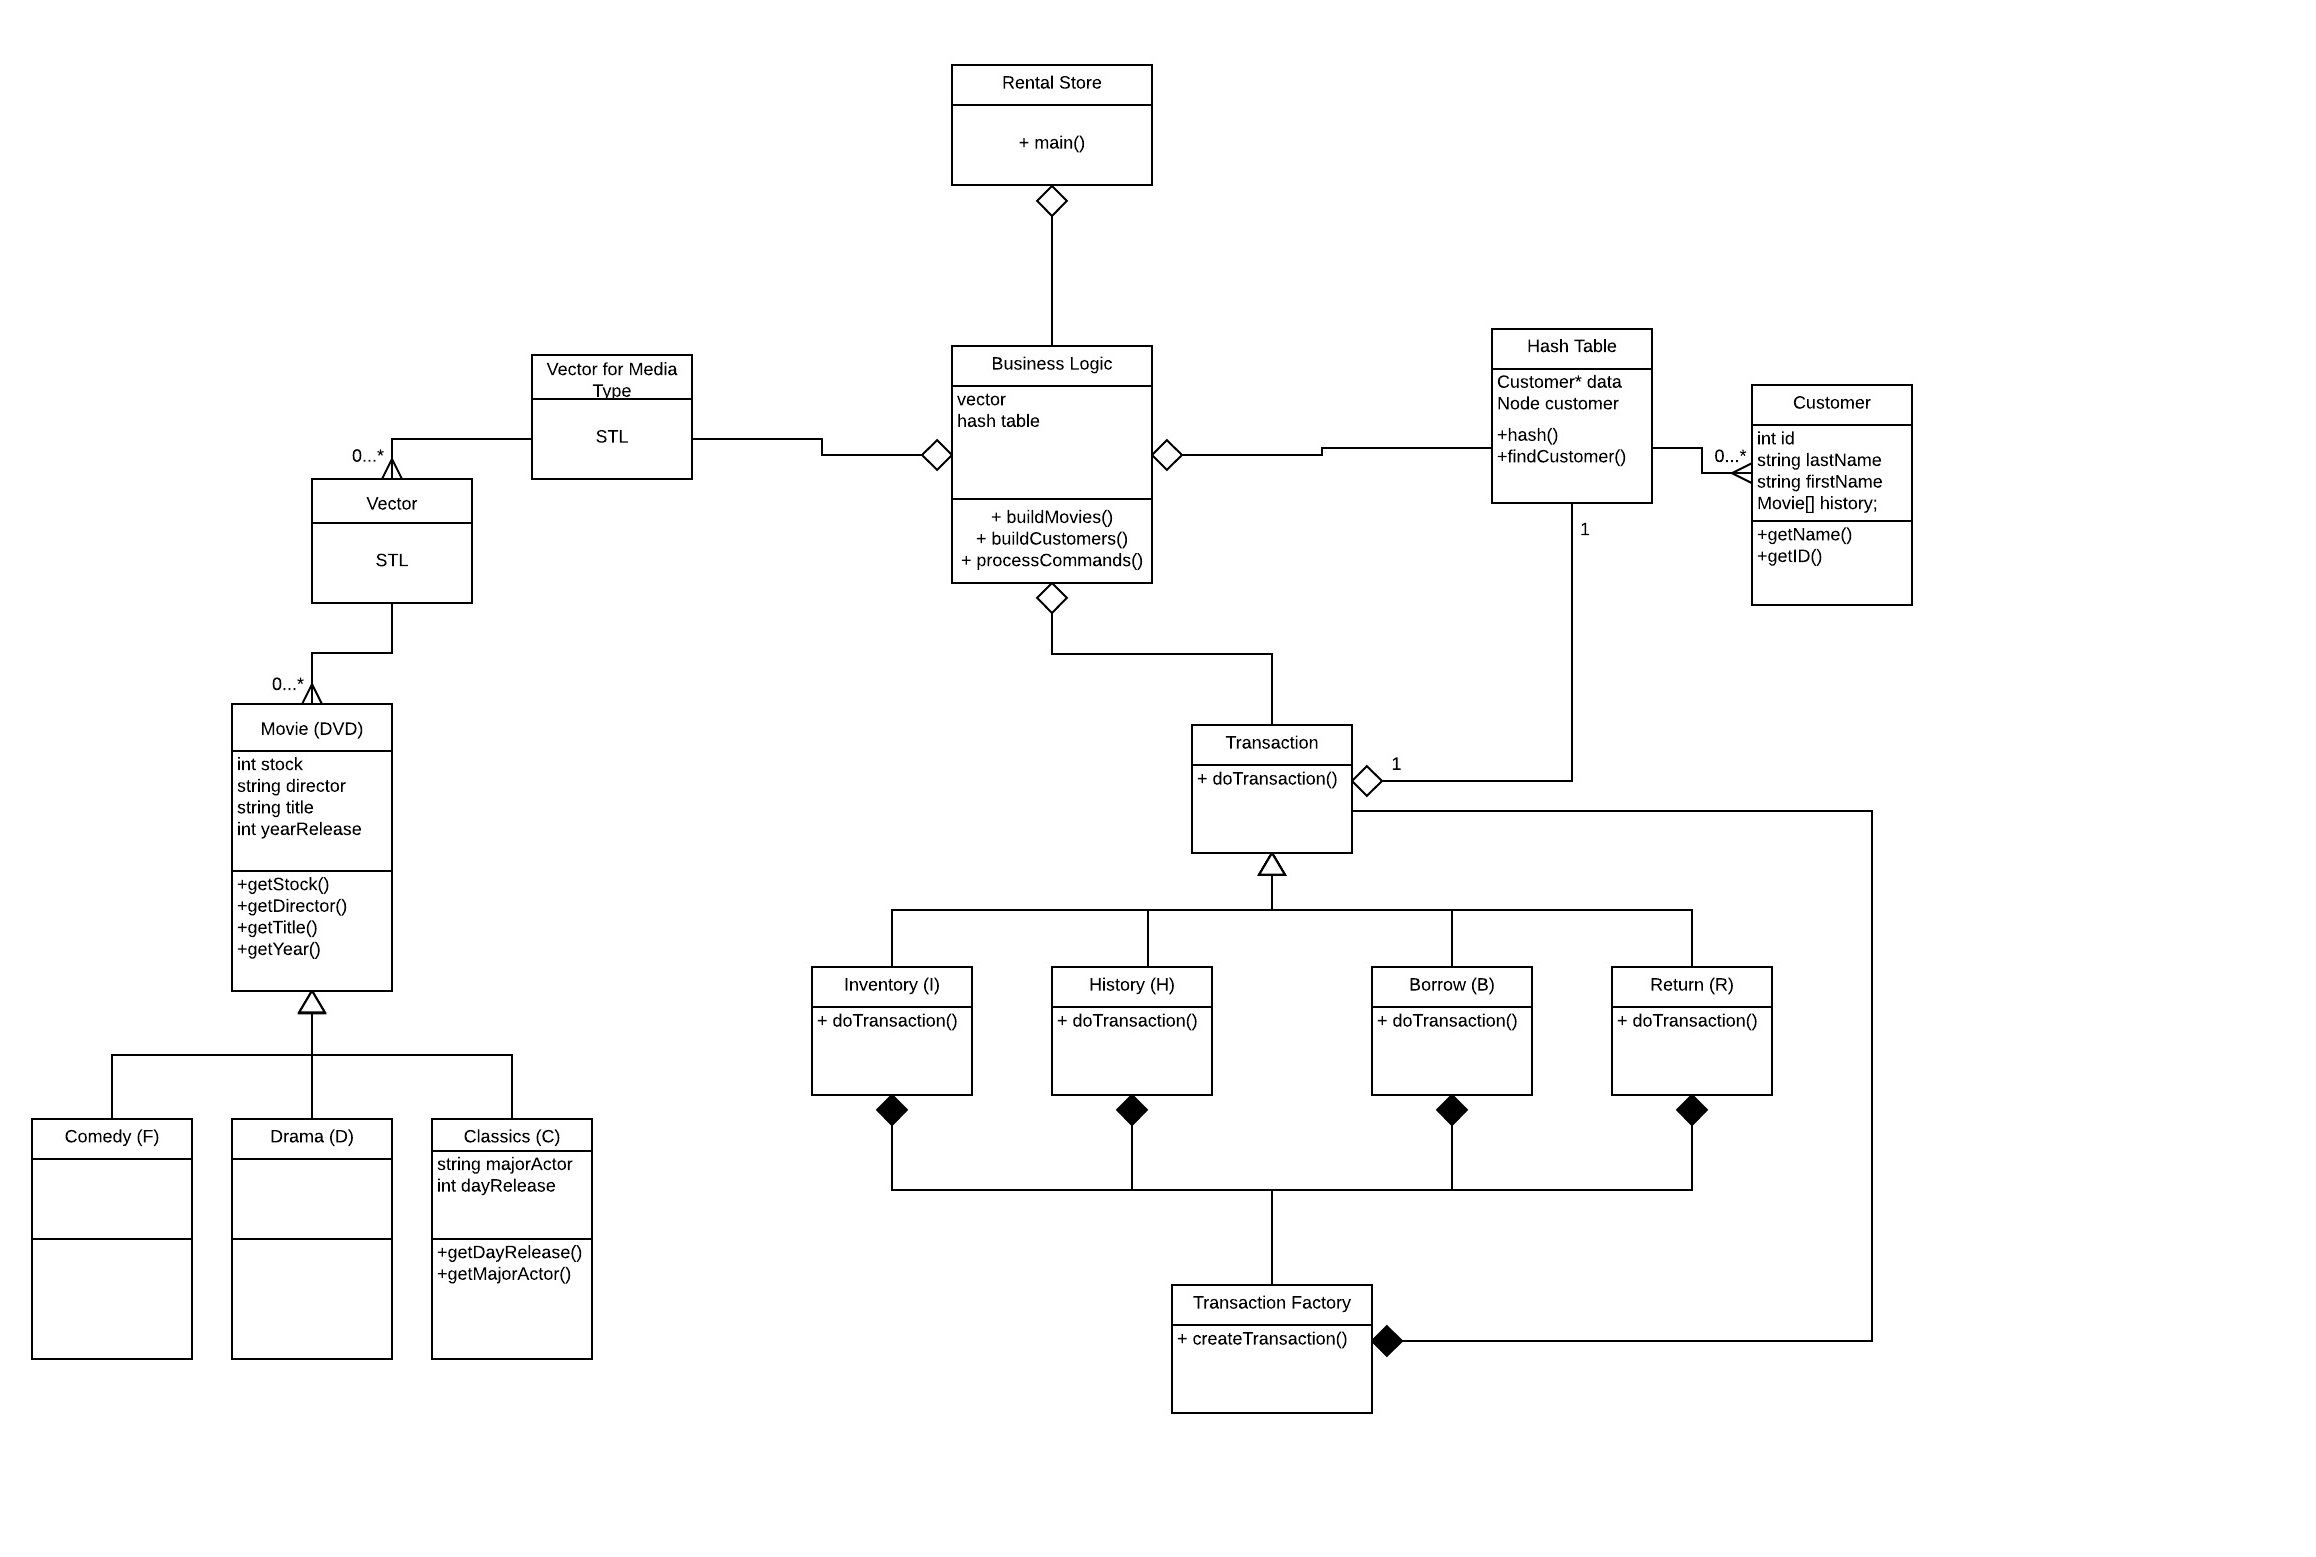 Rental Store
+ main()
Vector for Media
Type
STL
0...*
Vector
STL
0...*
Movie (DVD)
int stock
string director
string title
int yearRelease
+getStock()
+getDirector()
+getTitle()
+getYear()
Comedy (F)
Drama (D)
Classics (C)
string majorActor
int dayRelease
+getDayRelease()
+getMajorActor()
Business Logic
vector
hash table
+ buildMovies()
+ buildCustomers()
+ processCommands()
Hash Table
Customer* data
Node customer
+hash()
+findCustomer()
0...*
Customer
int id
string lastName
string firstName
Movie[] history;
+getName()
+getID()
1
1
Transaction
+ doTransaction()
Inventory (I)
+ doTransaction()
History (H)
+ doTransaction()
Borrow (B)
+ doTransaction()
Return (R)
+ doTransaction()
Transaction Factory
+ createTransaction()